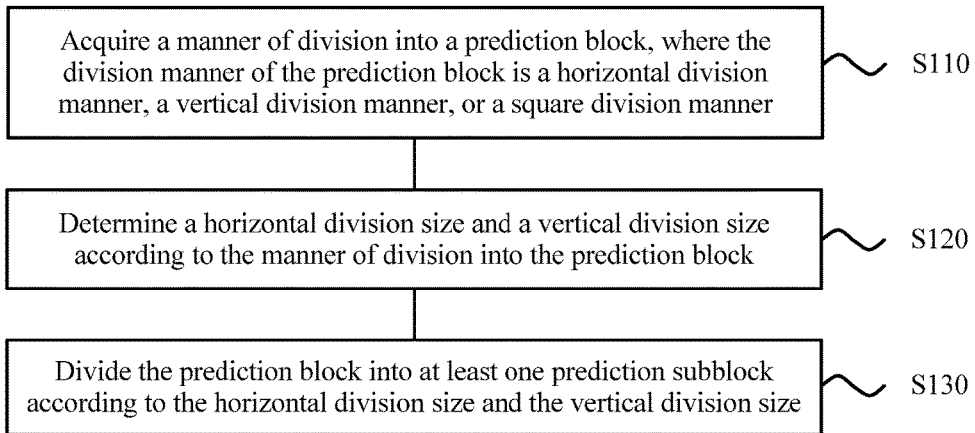 Acquire a manner of division into a prediction block, where the
division manner of the prediction block is a horizontal division
manner, a vertical division manner, or a square division manner
S110
Determine a horizontal division size and a vertical division size
according to the manner of division into the prediction block
S120
Divide the prediction block into at least one prediction subblock
according to the horizontal division size and the vertical division size
S130